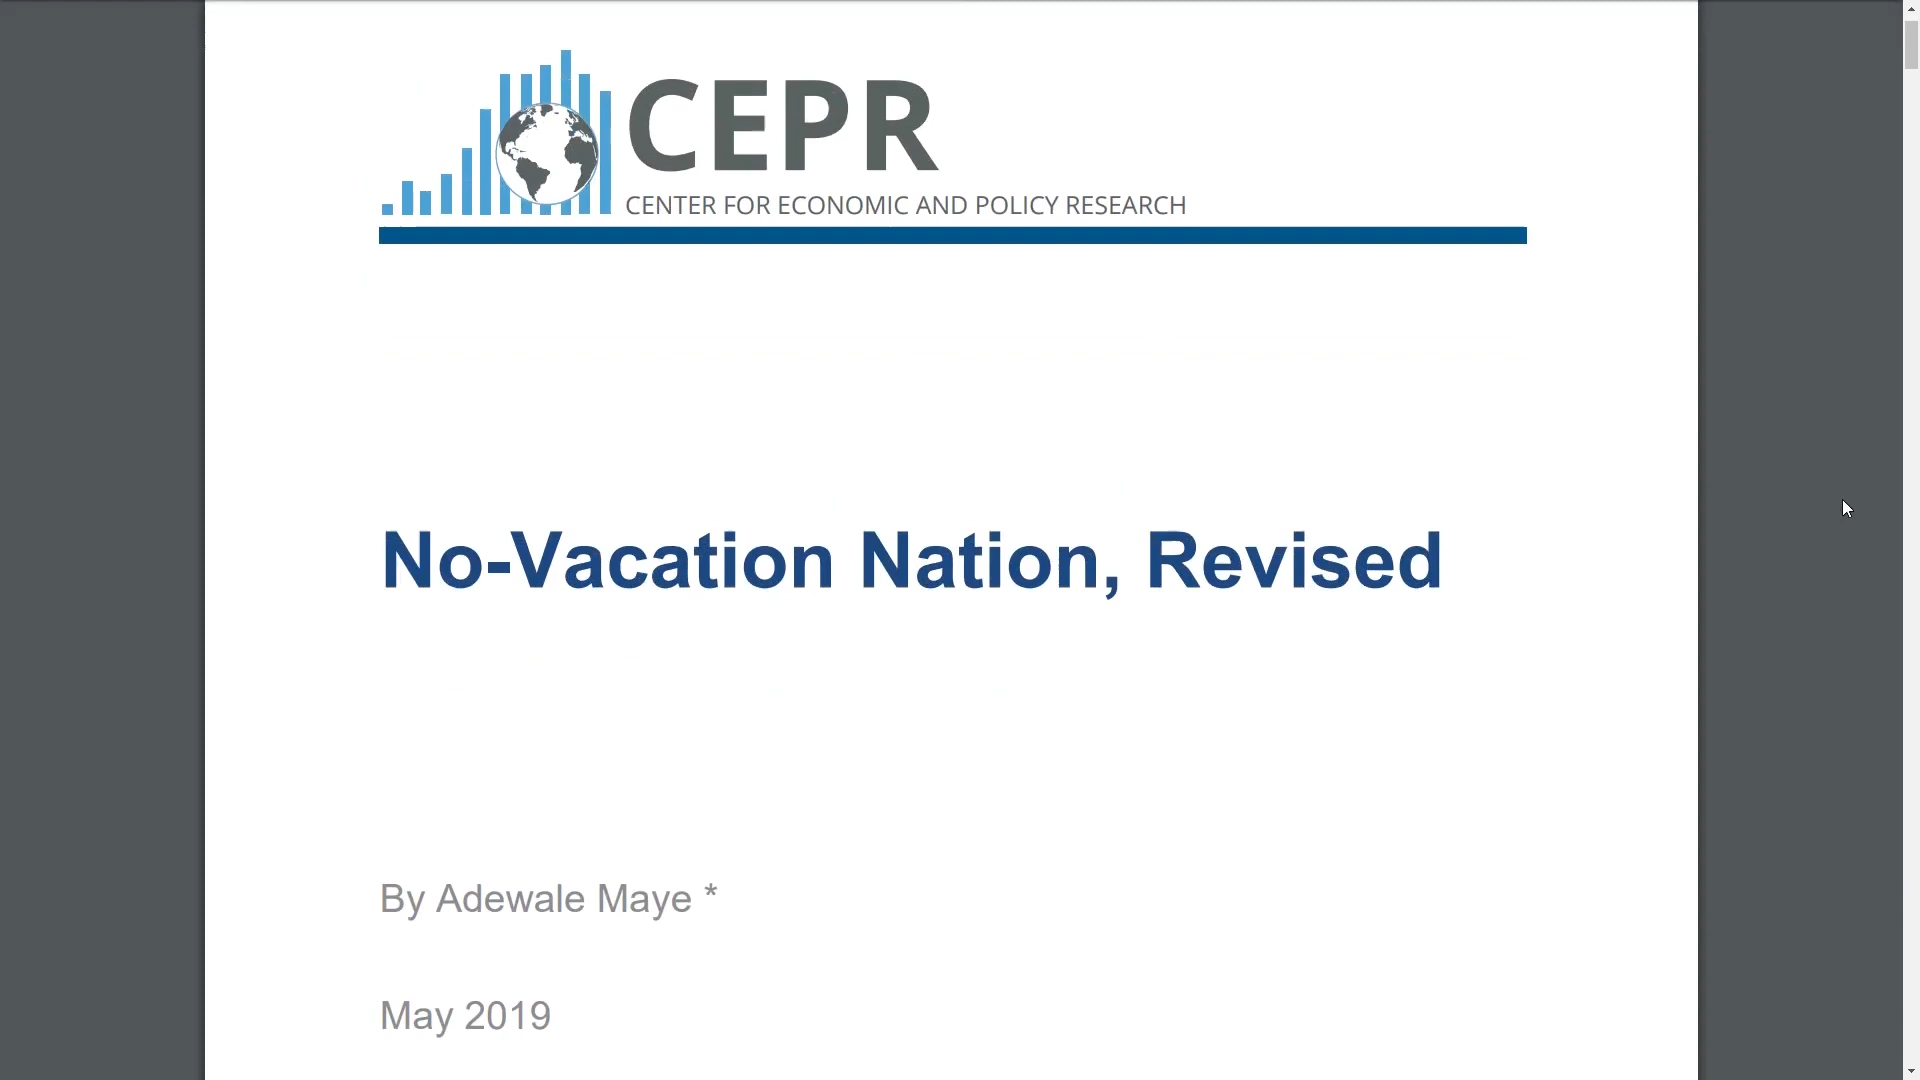 CEPR
CENTER FOR ECONOMIC AND POLICY RESEARCH
No-Vacation Nation, Revised
By Adewale Maye *
May 2019